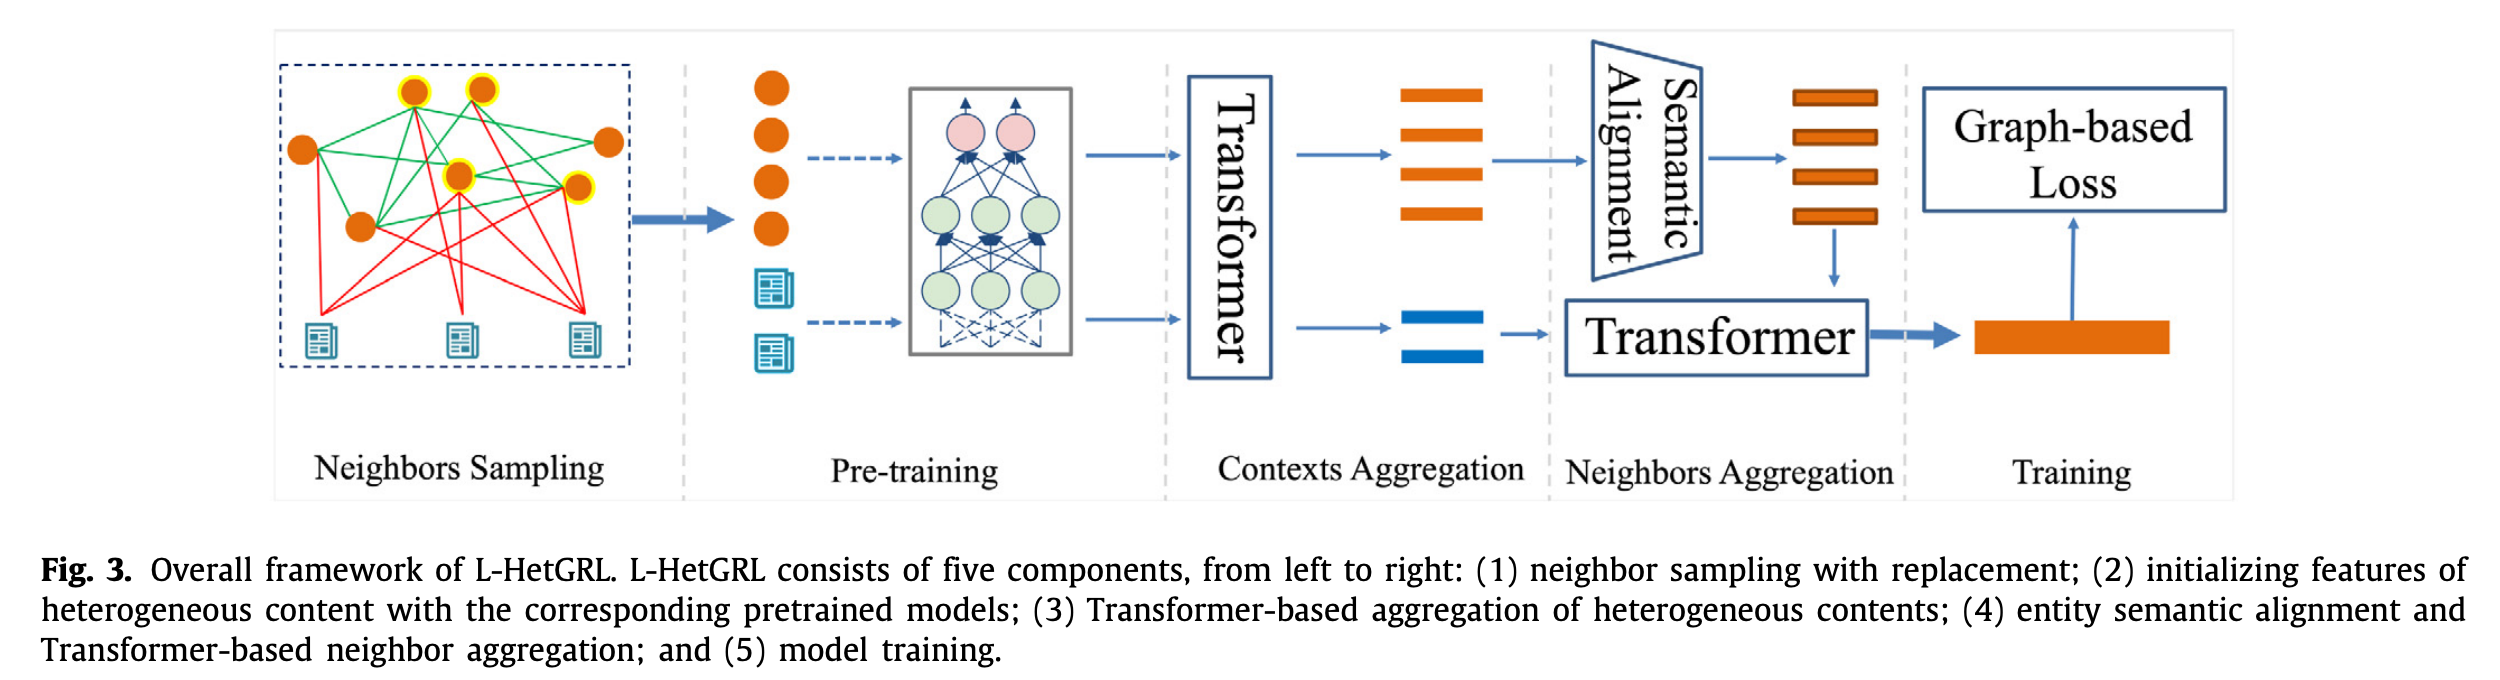 Transformer
Semantic
Alignment
Transformer
Graph-based
Loss
Neighbors Sampling
Pre-training
Contexts Aggregation
Neighbors Aggregation
Training
Fig. 3. Overall framework of L-HetGRL. L-HetGRL consists of five components, from left to right: (1) neighbor sampling with replacement; (2) initializing features of
heterogeneous content with the corresponding pretrained models; (3) Transformer-based aggregation of heterogeneous contents; (4) entity semantic alignment and
Transformer-based neighbor aggregation; and (5) model training.